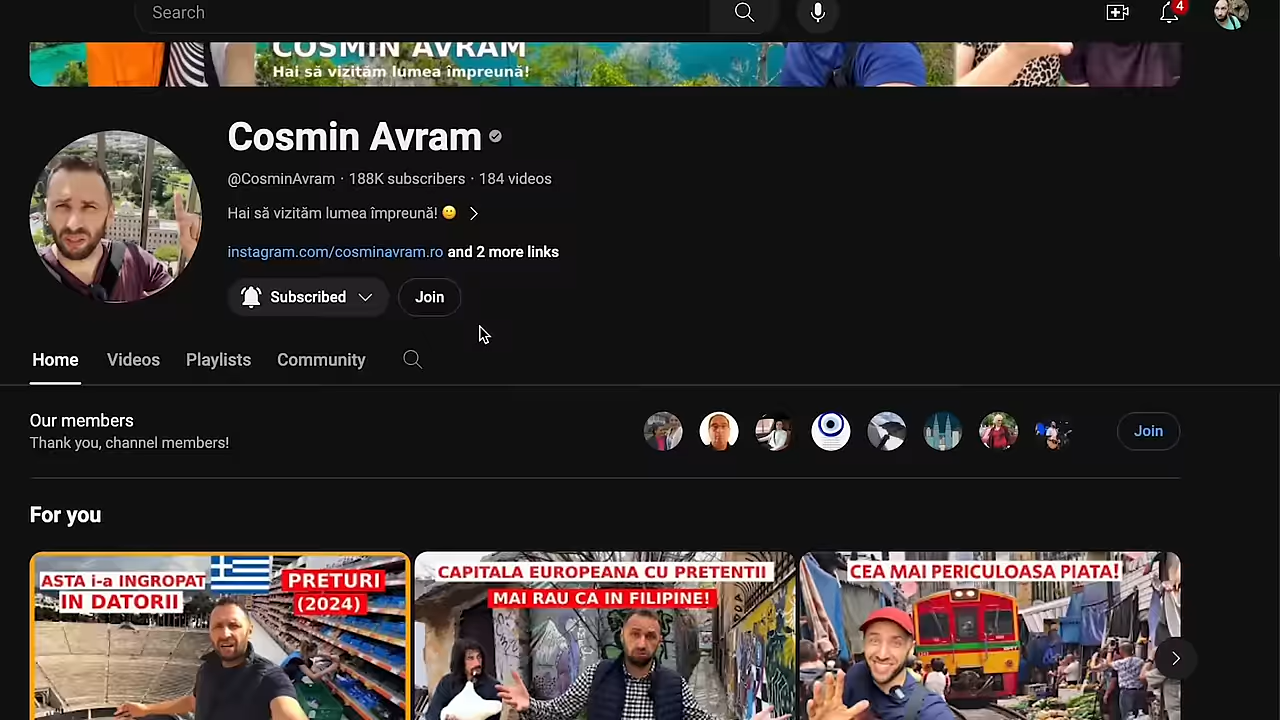 Search
4
COSMIN AVRAM
Hai să vizităm lumea împreună!
Cosmin Avram
@CosminAvram · 188K subscribers · 184 videos
Hai să vizităm lumea împreună! 🙂
instagram.com/cosminavram.ro and 2 more links
Subscribed
Join
Home Videos Playlists Community
Our members
Thank you, channel members!
Join
For you
ASTA i-a INGROPAT
IN DATORII
PRETURI
(2024)
CAPITALA EUROPEANA CU PRETENTII
MAI RAU CA IN FILIPINE!
CEA MAI PERICULOASA PIATA!